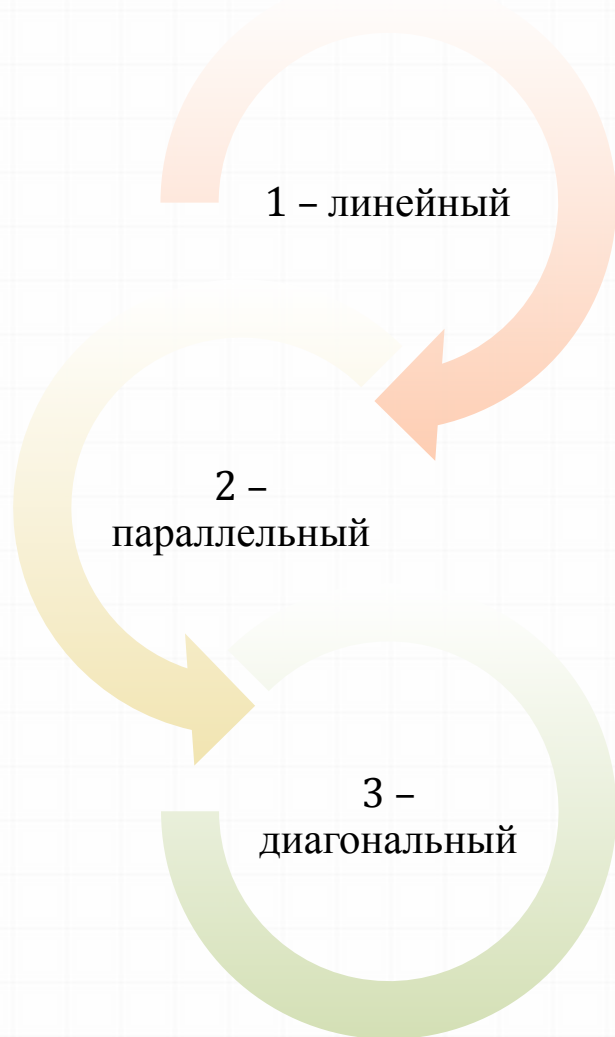 1 – линейный
2 –
параллельный
3 –
диагональный